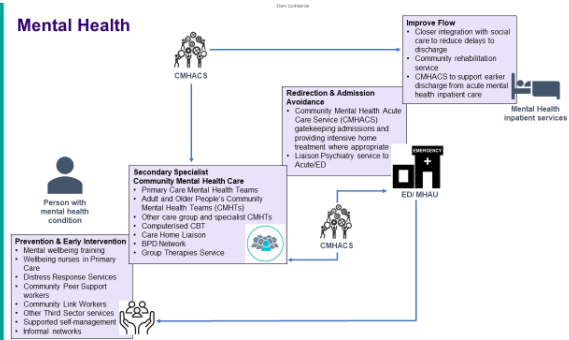 Client Confidential
Mental Health
CMHACS
Improve Flow
• Closer integration with social
care to reduce delays to
discharge
• Community rehabilitation
service
• CMHACS to support earlier
discharge from acute mental
health inpatient care
Mental Health
inpatient services
Redirection & Admission
Avoidance
• Community Mental Health Acute
Care Service (CMHACS)
gatekeeping admissions and
providing intensive home
treatment where appropriate
• Liaison Psychiatry service to
Acute/ED
EMERGENCY
ED/MHAU
Secondary Specialist
Community Mental Health Care
• Primary Care Mental Health Teams
• Adult and Older People's Community
Mental Health Teams (CMHTs)
• Other care group and specialist CMHTs
• Computerised CBT
• Care Home Liaison
• BPD Network
• Group Therapies Service
CMHACS
Person with
mental health
condition
Prevention & Early Intervention
• Mental wellbeing training
• Wellbeing nurses in Primary
Care
• Distress Response Services
• Community Peer Support
workers
• Community Link Workers
• Other Third Sector services
• Supported self-management
• Informal networks